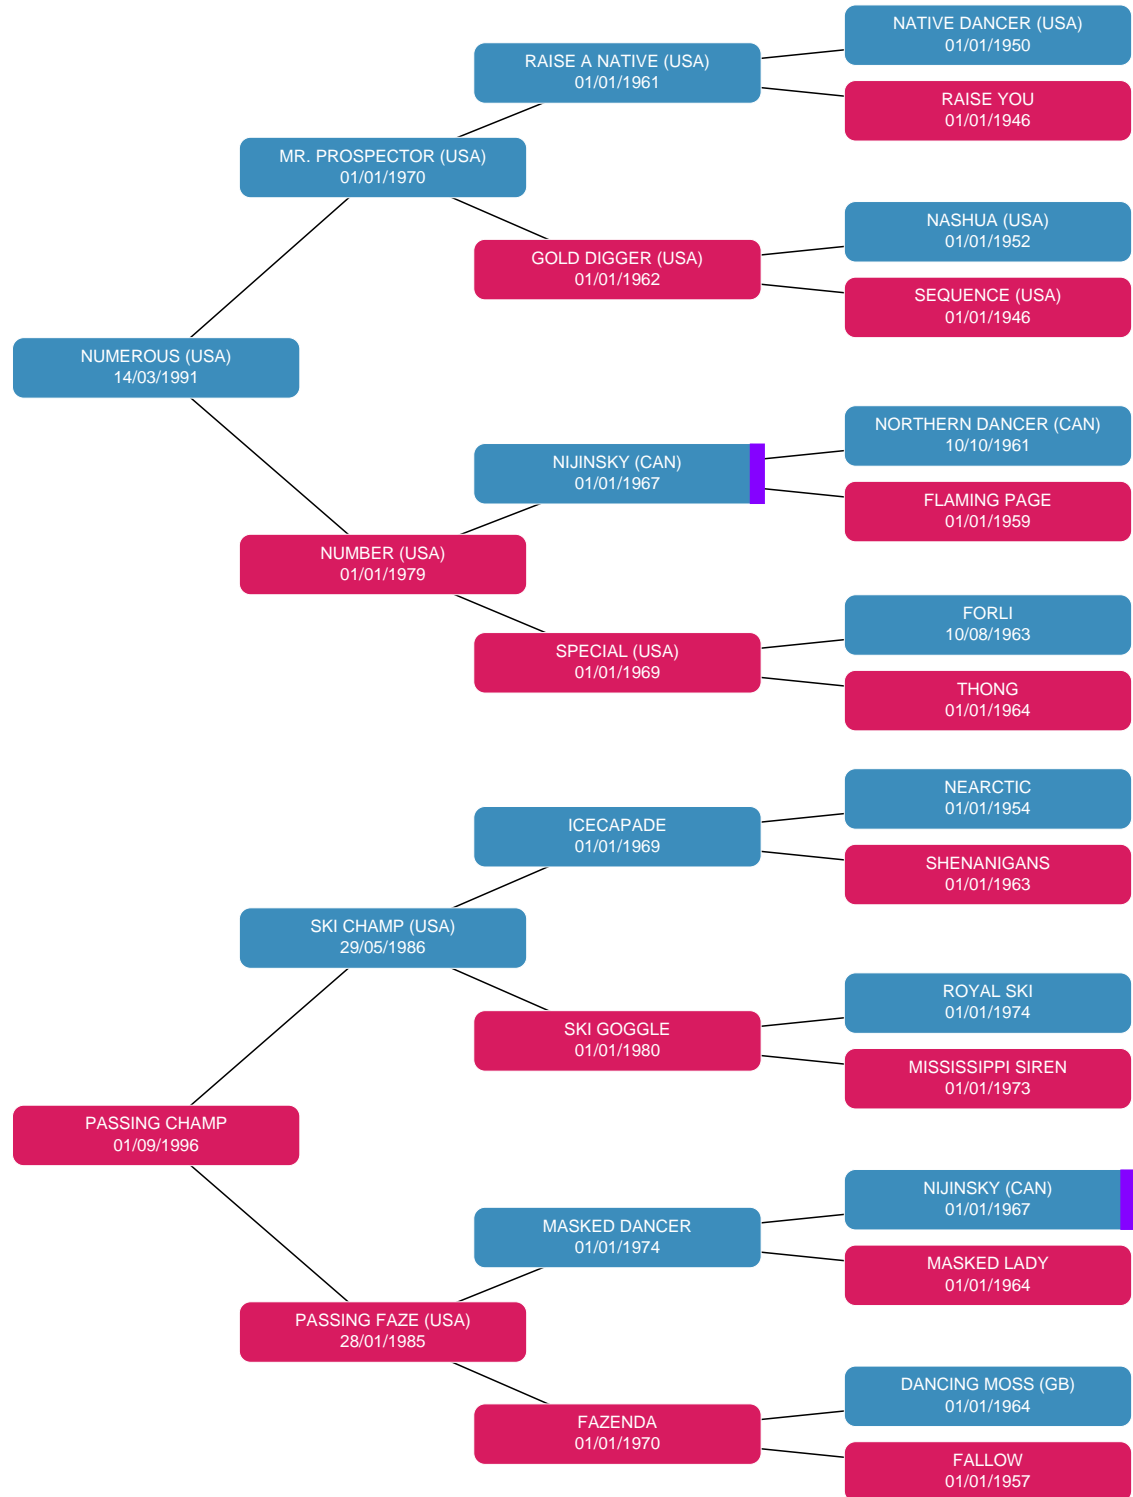 NATIVE DANCER (USA)
01/01/1950
RAISE A NATIVE (USA)
01/01/1961
RAISE YOU
01/01/1946
MR. PROSPECTOR (USA)
01/01/1970
NASHUA (USA)
01/01/1952
GOLD DIGGER (USA)
01/01/1962
SEQUENCE (USA)
01/01/1946
NUMEROUS (USA)
14/03/1991
NORTHERN DANCER (CAN)
10/10/1961
NIJINSKY (CAN)
01/01/1967
FLAMING PAGE
01/01/1959
NUMBER (USA)
01/01/1979
FORLI
10/08/1963
SPECIAL (USA)
01/01/1969
THONG
01/01/1964
NEARCTIC
01/01/1954
ICECAPADE
01/01/1969
SHENANIGANS
01/01/1963
SKI CHAMP (USA)
29/05/1986
ROYAL SKI
01/01/1974
SKI GOGGLE
01/01/1980
MISSISSIPPI SIREN
01/01/1973
PASSING CHAMP
01/09/1996
NIJINSKY (CAN)
01/01/1967
MASKED DANCER
01/01/1974
MASKED LADY
01/01/1964
PASSING FAZE (USA)
28/01/1985
DANCING MOSS (GB)
01/01/1964
FAZENDA
01/01/1970
FALLOW
01/01/1957